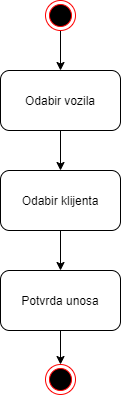 Odabir vozila
Odabir klijenta
Potvrda unosa